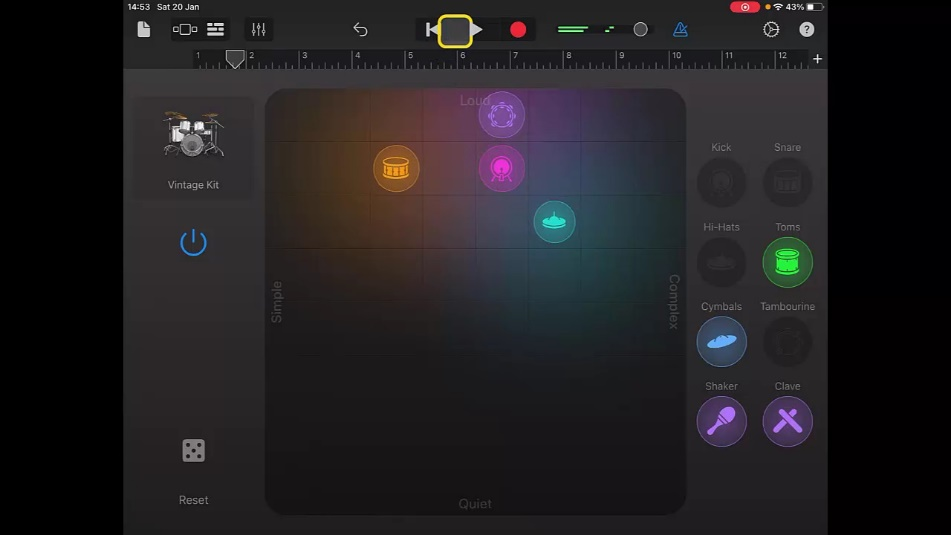 14:53 Sat 20 Jan
43%
1 2 3 4 5 6 7 8 9 10 11 12 +
Loud
Vintage Kit
Kick Snare
Hi-Hats Toms
Simple
Complex
Cymbals Tambourine
Shaker Clave
Reset
Quiet